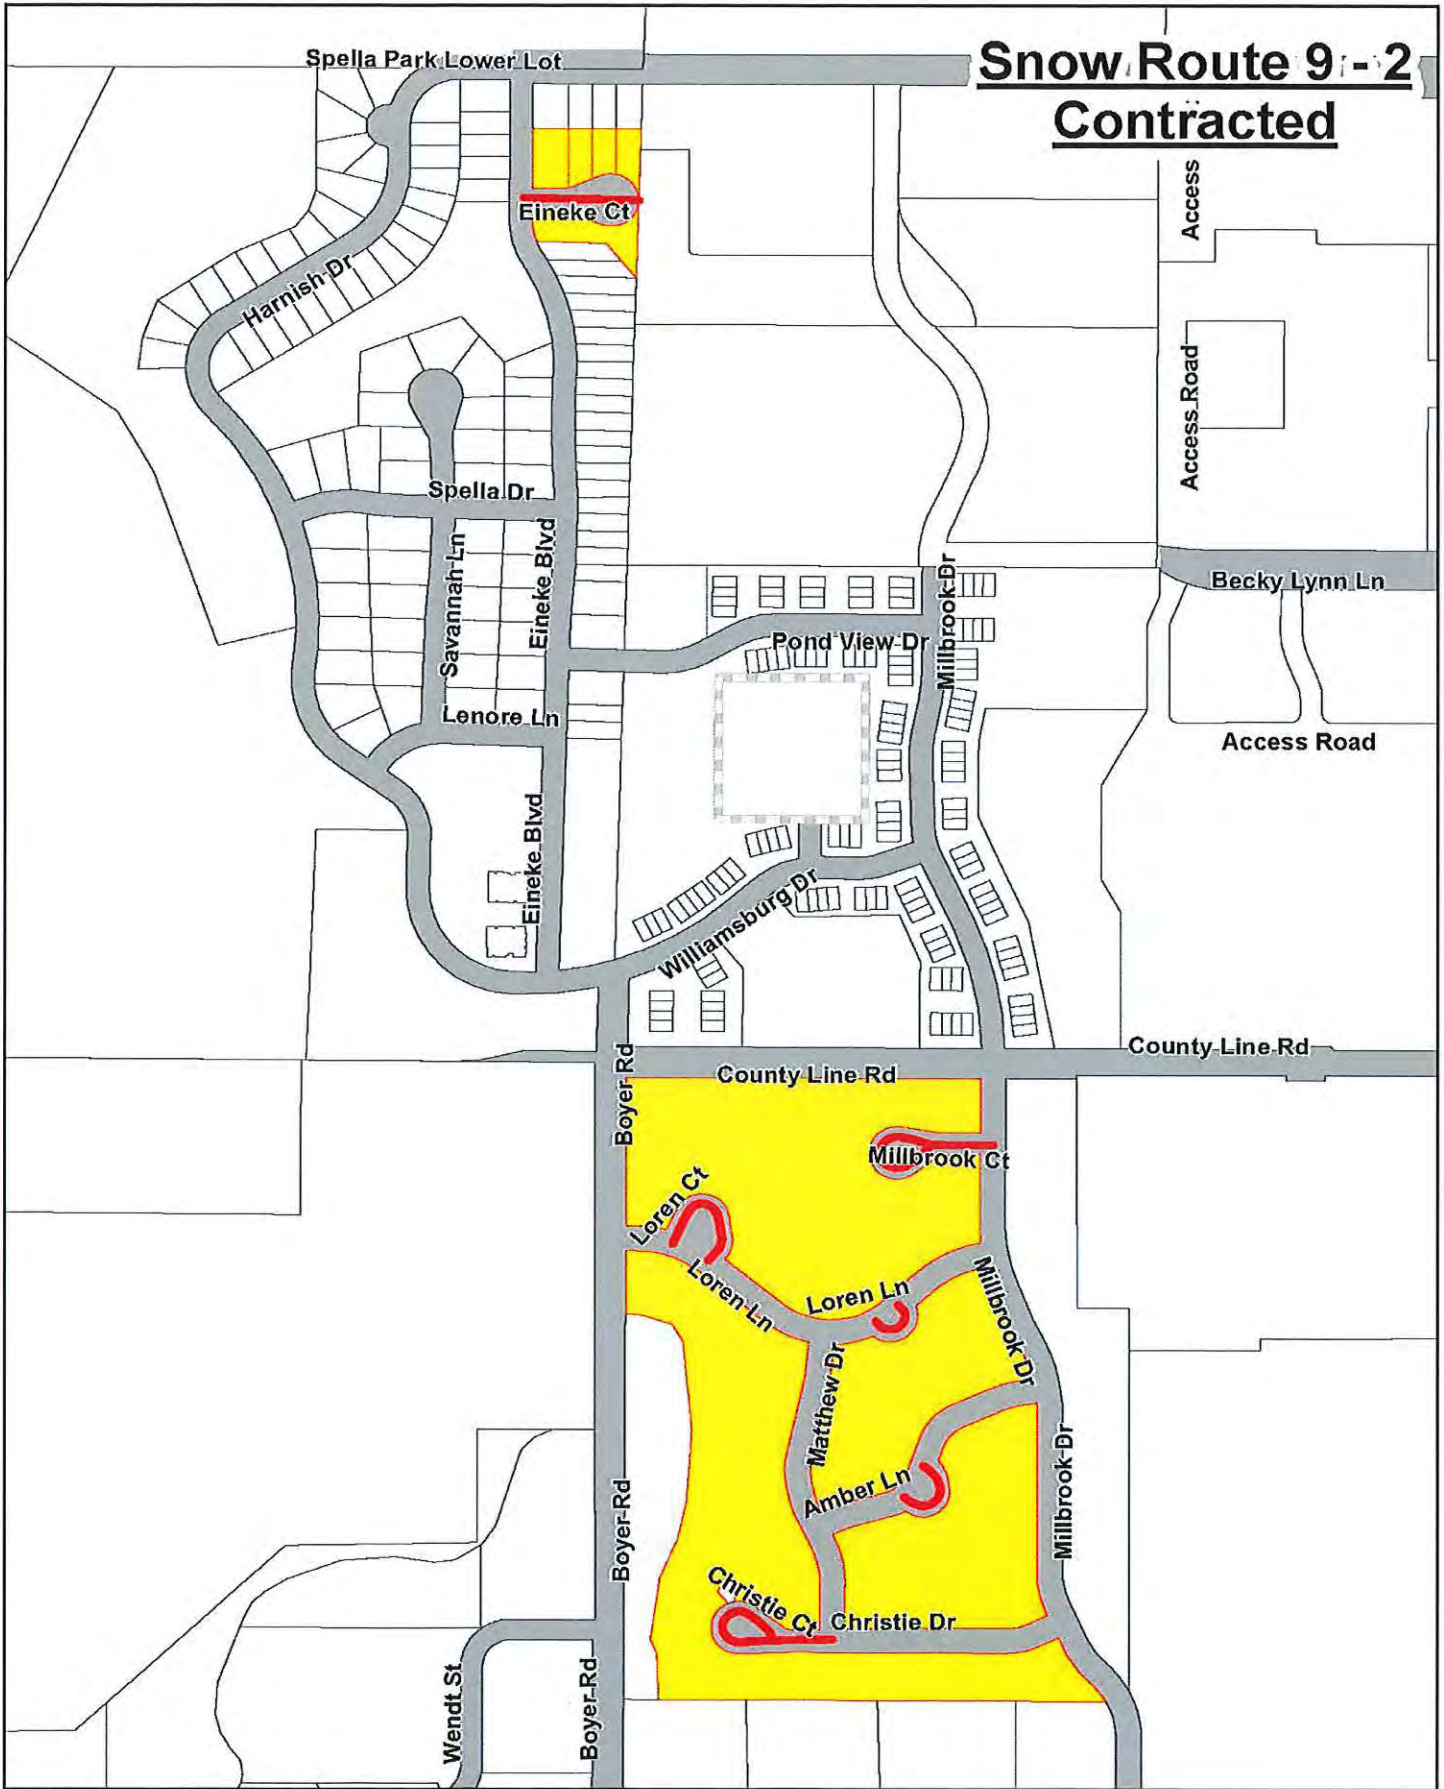 Spella Park Lower Lot
Snow Route 9 - 2
Contracted
Access
Eineke Ct
Harnish Dr
Access Road
Spella Dr
Savannah Ln
Eineke Blvd
Millbrook Dr
Becky Lynn Ln
Pond View Dr
Lenore Ln
Access Road
Eineke Blvd
Williamsburg Dr
County Line Rd
County Line Rd
Boyer Rd
Millbrook Ct
Loren Ct
Loren Ln
Loren Ln
Millbrook Dr
Matthew Dr
Amber Ln
Millbrook Dr
Boyer Rd
Christie Ct
Christie Dr
Wendt St
Boyer Rd